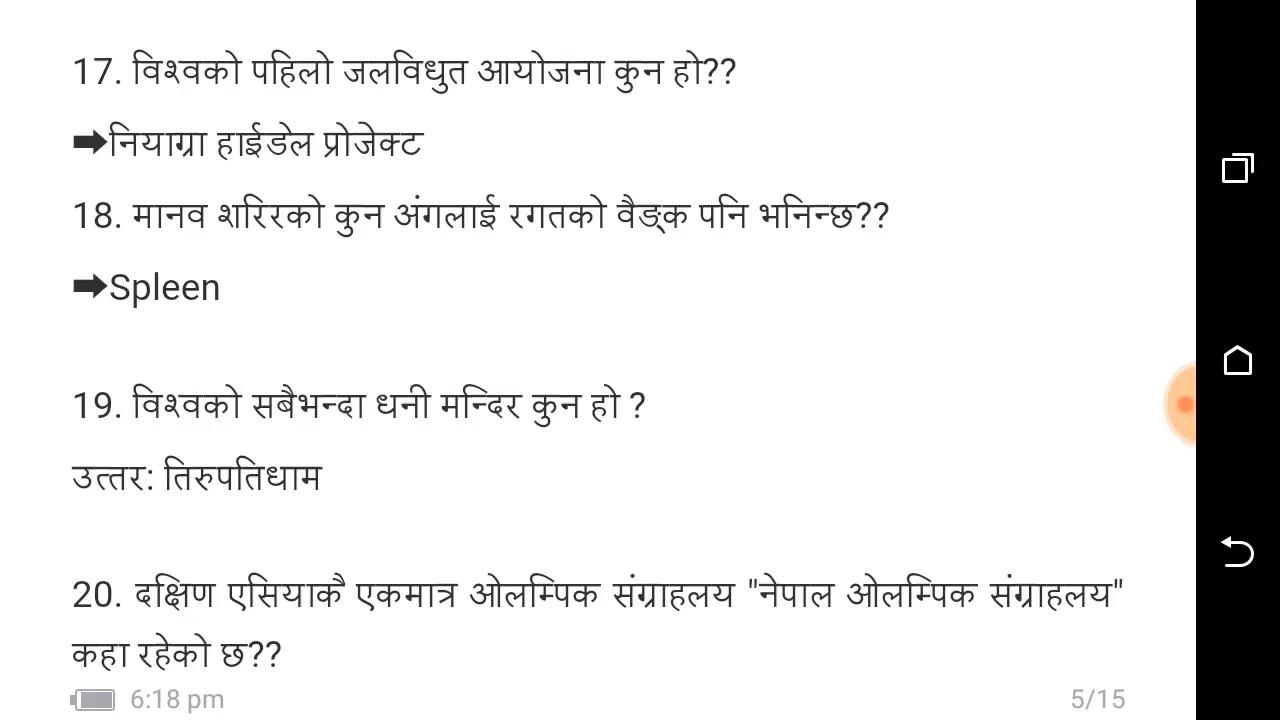 17. विश्वको पहिलो जलविधुत आयोजना कुन हो??
➡नियाग्रा हाईडेल प्रोजेक्ट
18. मानव शरिरको कुन अंगलाई रगतको वैङ्क पनि भनिन्छ??
➡Spleen
19. विश्वको सबैभन्दा धनी मन्दिर कुन हो ?
उत्तर: तिरुपतिधाम
20. दक्षिण एसियाकै एकमात्र ओलम्पिक संग्राहलय "नेपाल ओलम्पिक संग्राहलय"
कहा रहेको छ??
6:18 pm 5/15